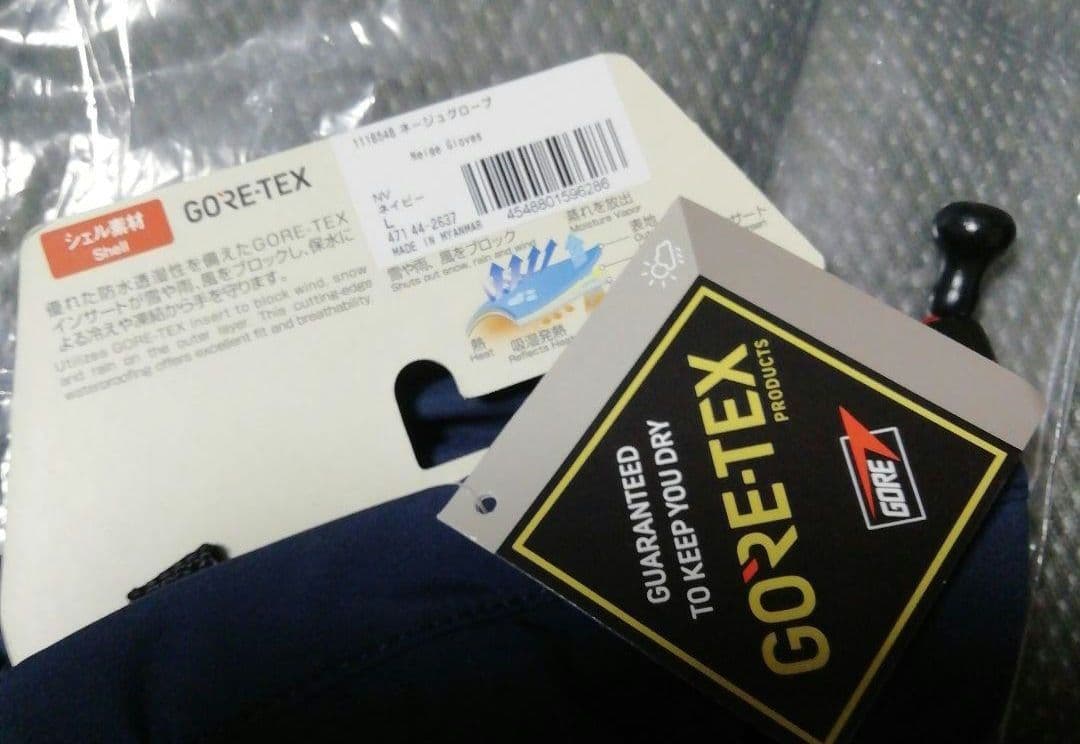 シェル素材
Shell
GORE-TEX
優れた防水透湿性を備えたGORE-TEX
インサートが雪や雨、風をブロックし、保水に
よる冷えや凍結から手を守ります。
Utilizes GORE-TEX insert to block wind, snow
and rain on the outer layer. This cutting-edge
waterproofing offers excellent fit and breathability.
1118548 ネージュグローブ
Neige Gloves
NV
ネイビー
L
471 44-2637
MADE IN MYANMAR
4548801596286
雪や雨、風をブロック
Shuts out snow, rain and wind
蒸れを放出
Moisture Vapor
表地
サート
熱
Heat
吸湿発熱
Reflects Heat
GUARANTEED
TO KEEP YOU DRY
GORE-TEX
PRODUCTS
GORE